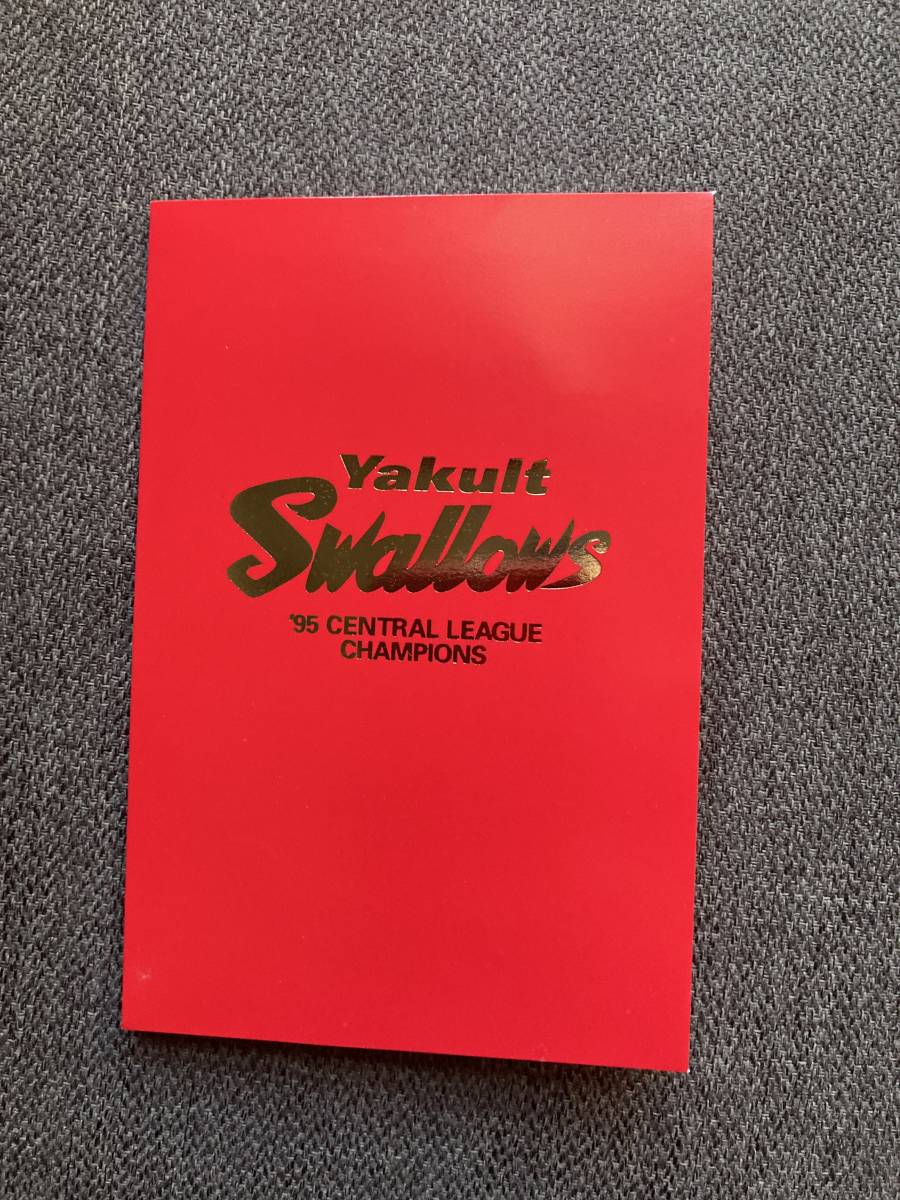 Yakult
Swallows
'95 CENTRAL LEAGUE
CHAMPIONS